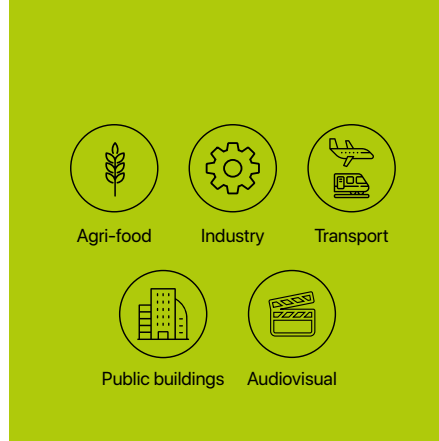 Agri-food
Industry
Transport
Public buildings
Audiovisual